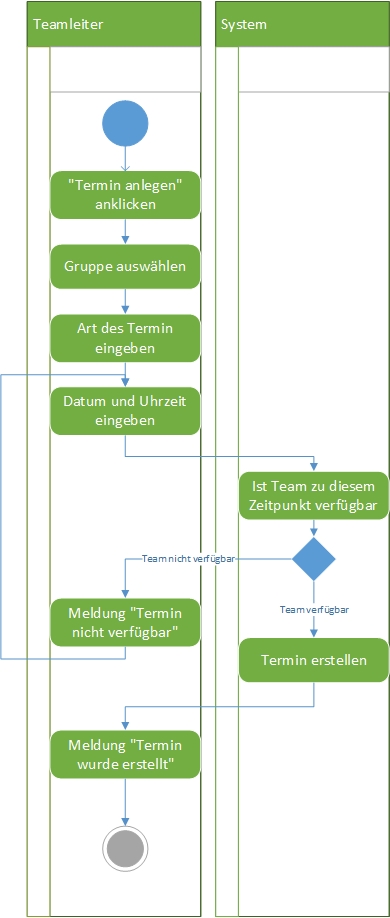 Teamleiter
System
"Termin anlegen"
anklicken
Gruppe auswählen
Art des Termin
eingeben
Datum und Uhrzeit
eingeben
Ist Team zu diesem
Zeitpunkt verfügbar
Team nicht verfügbar
Team verfügbar
Meldung "Termin
nicht verfügbar"
Termin erstellen
Meldung "Termin
wurde erstellt"